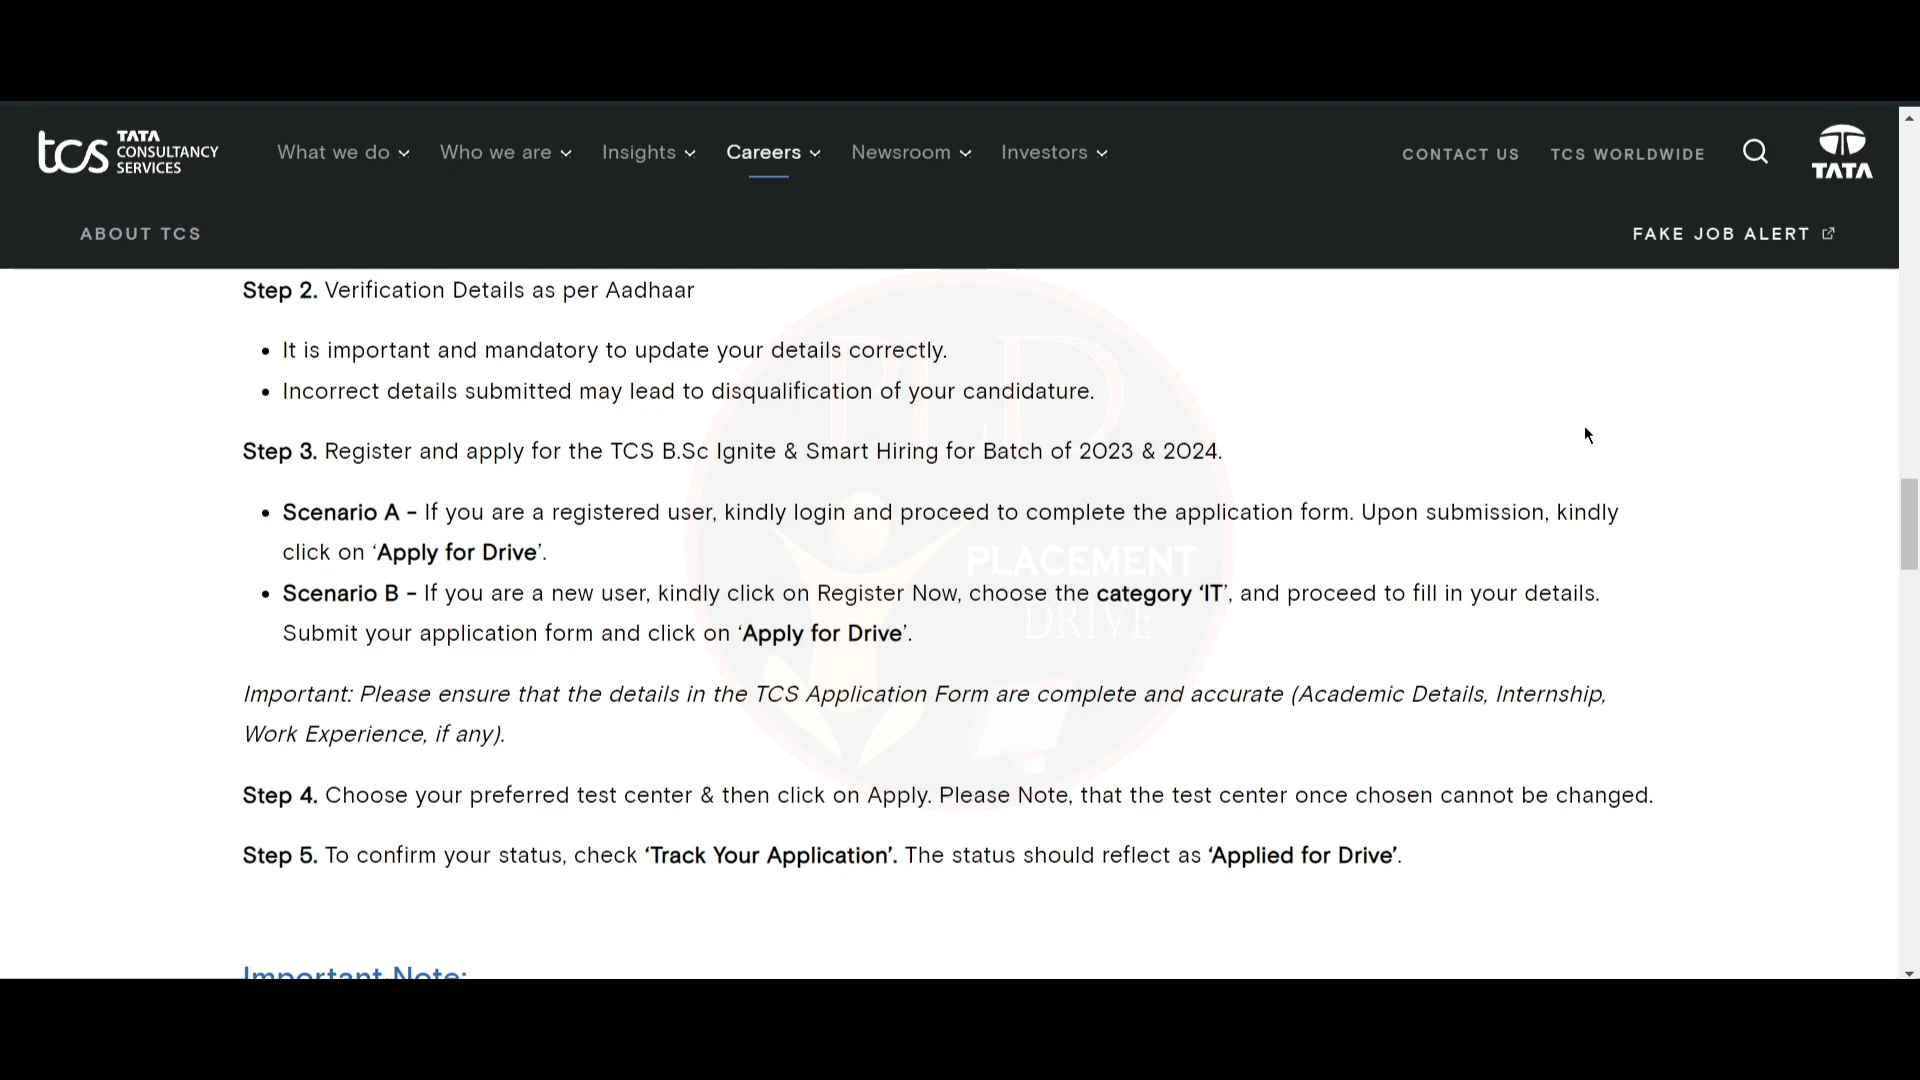 tcs TATA CONSULTANCY SERVICES
What we do Who we are Insights Careers Newsroom Investors CONTACT US TCS WORLDWIDE TATA
ABOUT TCS FAKE JOB ALERT
Step 2. Verification Details as per Aadhaar
• It is important and mandatory to update your details correctly.
• Incorrect details submitted may lead to disqualification of your candidature.
Step 3. Register and apply for the TCS B.Sc Ignite & Smart Hiring for Batch of 2023 & 2024.
• Scenario A – If you are a registered user, kindly login and proceed to complete the application form. Upon submission, kindly
click on ‘Apply for Drive’.
• Scenario B – If you are a new user, kindly click on Register Now, choose the category ‘IT’, and proceed to fill in your details.
Submit your application form and click on ‘Apply for Drive’.
Important: Please ensure that the details in the TCS Application Form are complete and accurate (Academic Details, Internship,
Work Experience, if any).
Step 4. Choose your preferred test center & then click on Apply. Please Note, that the test center once chosen cannot be changed.
Step 5. To confirm your status, check ‘Track Your Application’. The status should reflect as ‘Applied for Drive’.
Important Note:
PLD
PLACEMENT
DRIVE